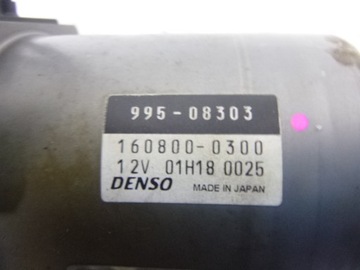 995-08303
160800-0300
12V 01H18 0025
DENSO MADE IN JAPAN